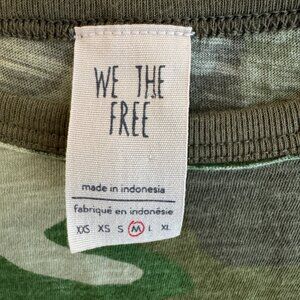 WE THE
FREE
made in indonesia
fabriqué en indonésie
XXS XS S M L XL